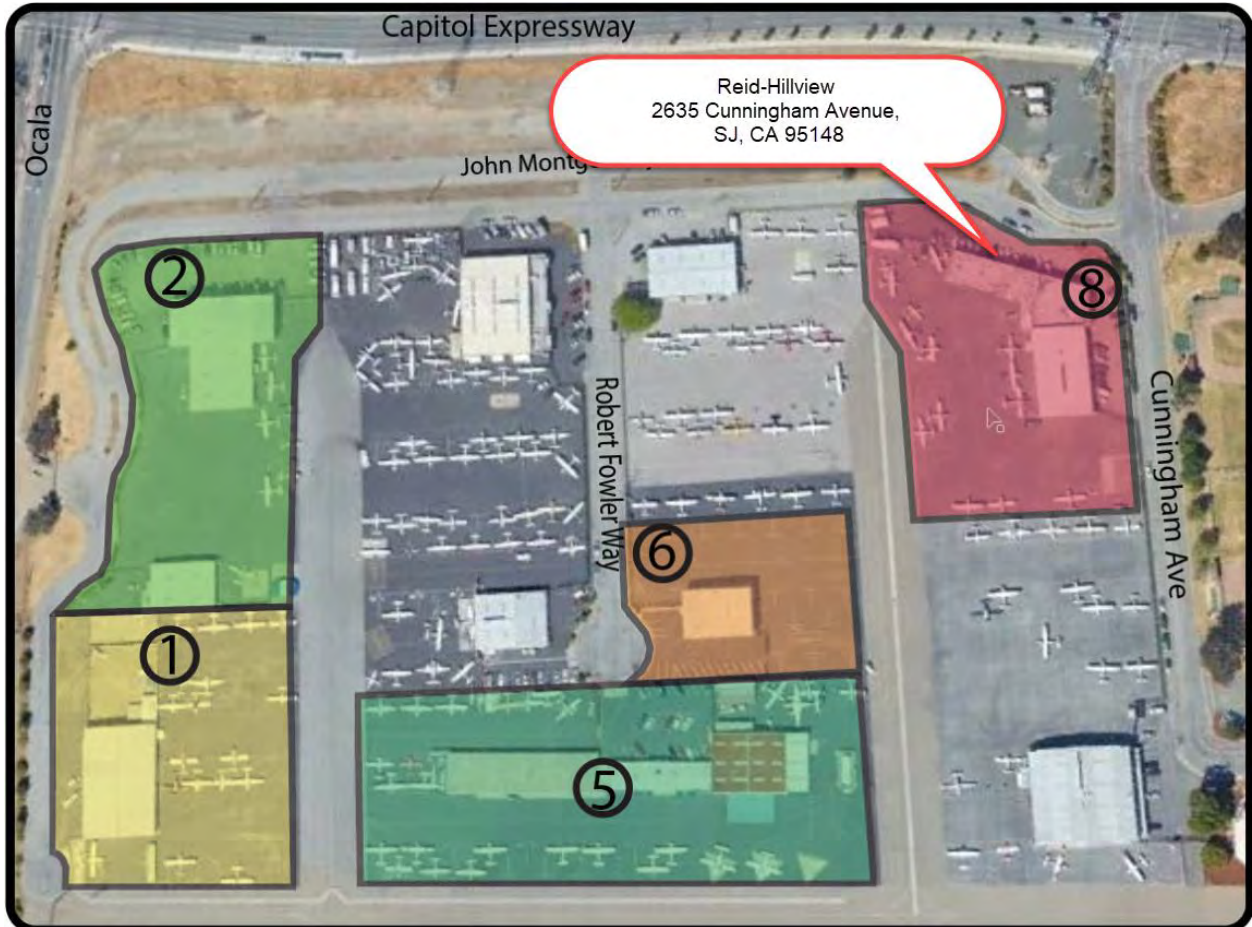 Capitol Expressway
Reid-Hillview
2635 Cunningham Avenue,
SJ, CA 95148
Ocala
John
2
8
Robert Fowler Way
Cunningham Ave
6
1
5